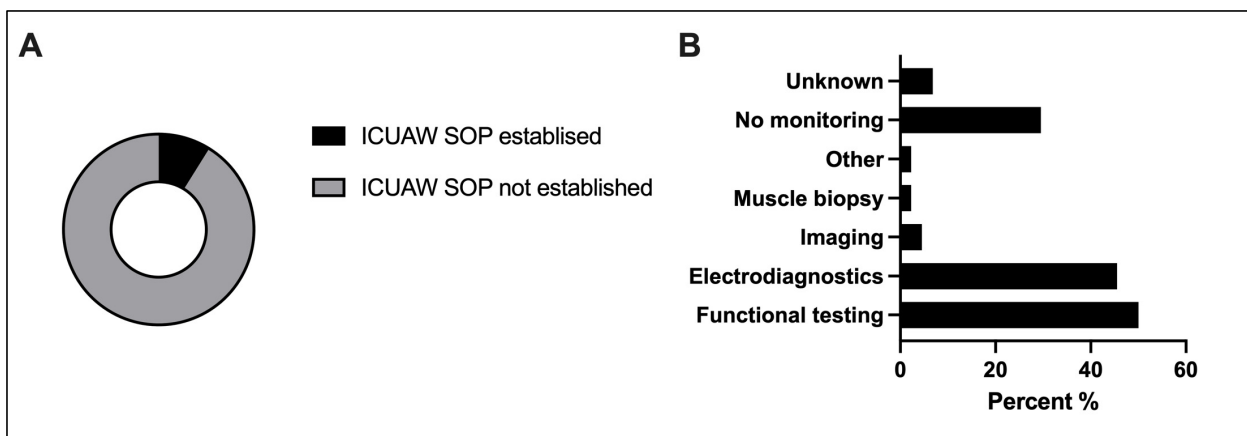 A
ICUAW SOP establised
ICUAW SOP not established
B
Unknown
No monitoring
Other
Muscle biopsy
Imaging
Electrodiagnostics
Functional testing
0 20 40 60
Percent %